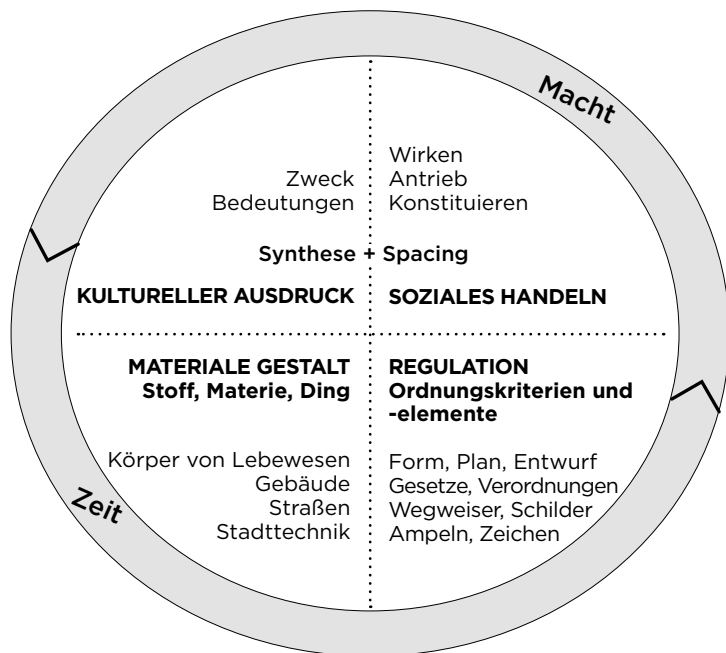 Macht
Zweck
Bedeutungen
Wirken
Antrieb
Konstituieren
Synthese + Spacing
KULTURELLER AUSDRUCK
SOZIALES HANDELN
MATERIALE GESTALT
Stoff, Materie, Ding
REGULATION
Ordnungskriterien und
-elemente
Körper von Lebewesen
Gebäude
Straßen
Stadttechnik
Form, Plan, Entwurf
Gesetze, Verordnungen
Wegweiser, Schilder
Ampeln, Zeichen
Zeit